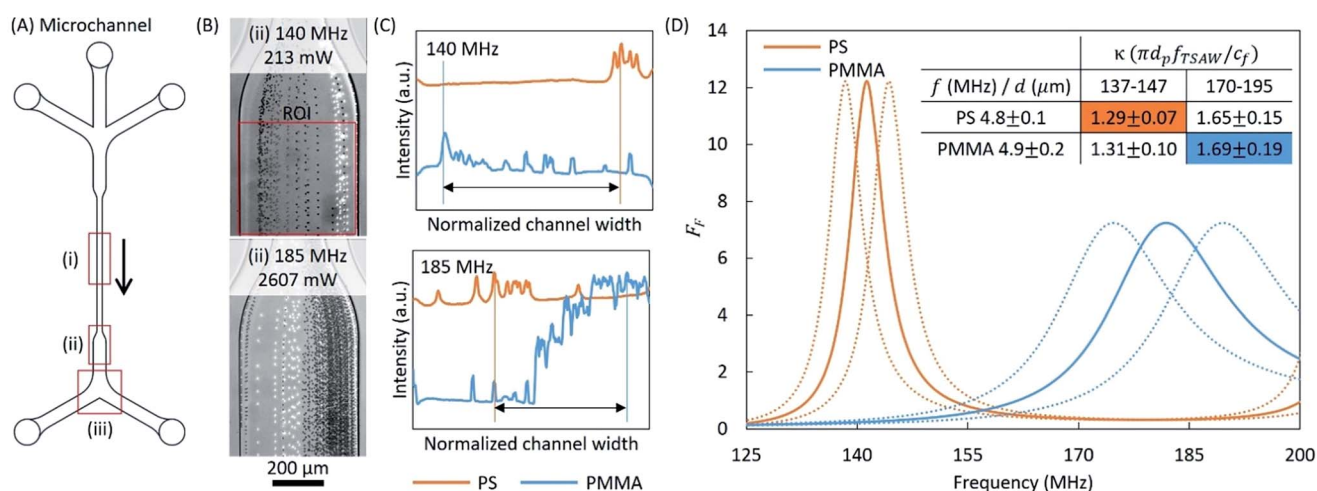 (A) Microchannel
(i)
(ii)
(iii)
(B)
(ii) 140 MHz
213 mW
ROI
(ii) 185 MHz
2607 mW
200 µm
(C)
140 MHz
Intensity (a.u.)
Normalized channel width
185 MHz
Intensity (a.u.)
Normalized channel width
PS PMMA
(D)
14
12
10
8
6
4
2
0
F_F
125 140 155 170 185 200
Frequency (MHz)
PS
PMMA
κ (πd_p f_TSAW/c_f)
f (MHz) / d (µm) 137-147 170-195
PS 4.8±0.1 1.29±0.07 1.65±0.15
PMMA 4.9±0.2 1.31±0.10 1.69±0.19